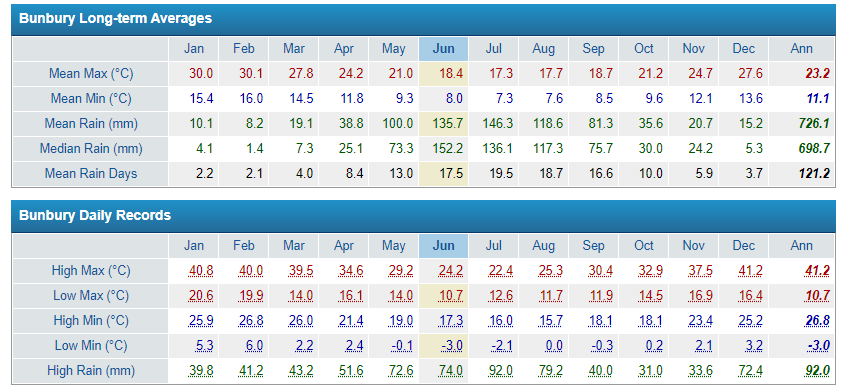 Bunbury Long-term Averages
Jan Feb Mar Apr May Jun Jul Aug Sep Oct Nov Dec Ann
Mean Max (°C) 30.0 30.1 27.8 24.2 21.0 18.4 17.3 17.7 18.7 21.2 24.7 27.6 23.2
Mean Min (°C) 15.4 16.0 14.5 11.8 9.3 8.0 7.3 7.6 8.5 9.6 12.1 13.6 11.1
Mean Rain (mm) 10.1 8.2 19.1 38.8 100.0 135.7 146.3 118.6 81.3 35.6 20.7 15.2 726.1
Median Rain (mm) 4.1 1.4 7.3 25.1 73.3 152.2 136.1 117.3 75.7 30.0 24.2 5.3 698.7
Mean Rain Days 2.2 2.1 4.0 8.4 13.0 17.5 19.5 18.7 16.6 10.0 5.9 3.7 121.2
Bunbury Daily Records
Jan Feb Mar Apr May Jun Jul Aug Sep Oct Nov Dec Ann
High Max (°C) 40.8 40.0 39.5 34.6 29.2 24.2 22.4 25.3 30.4 32.9 37.5 41.2 41.2
Low Max (°C) 20.6 19.9 14.0 16.1 14.0 10.7 12.6 11.7 11.9 14.5 16.9 16.4 10.7
High Min (°C) 25.9 26.8 26.0 21.4 19.0 17.3 16.0 15.7 18.1 18.1 23.4 25.2 26.8
Low Min (°C) 5.3 6.0 2.2 2.4 -0.1 -3.0 -2.1 0.0 -0.3 0.2 2.1 3.2 -3.0
High Rain (mm) 39.8 41.2 43.2 51.6 72.6 74.0 92.0 79.2 40.0 31.0 33.6 72.4 92.0